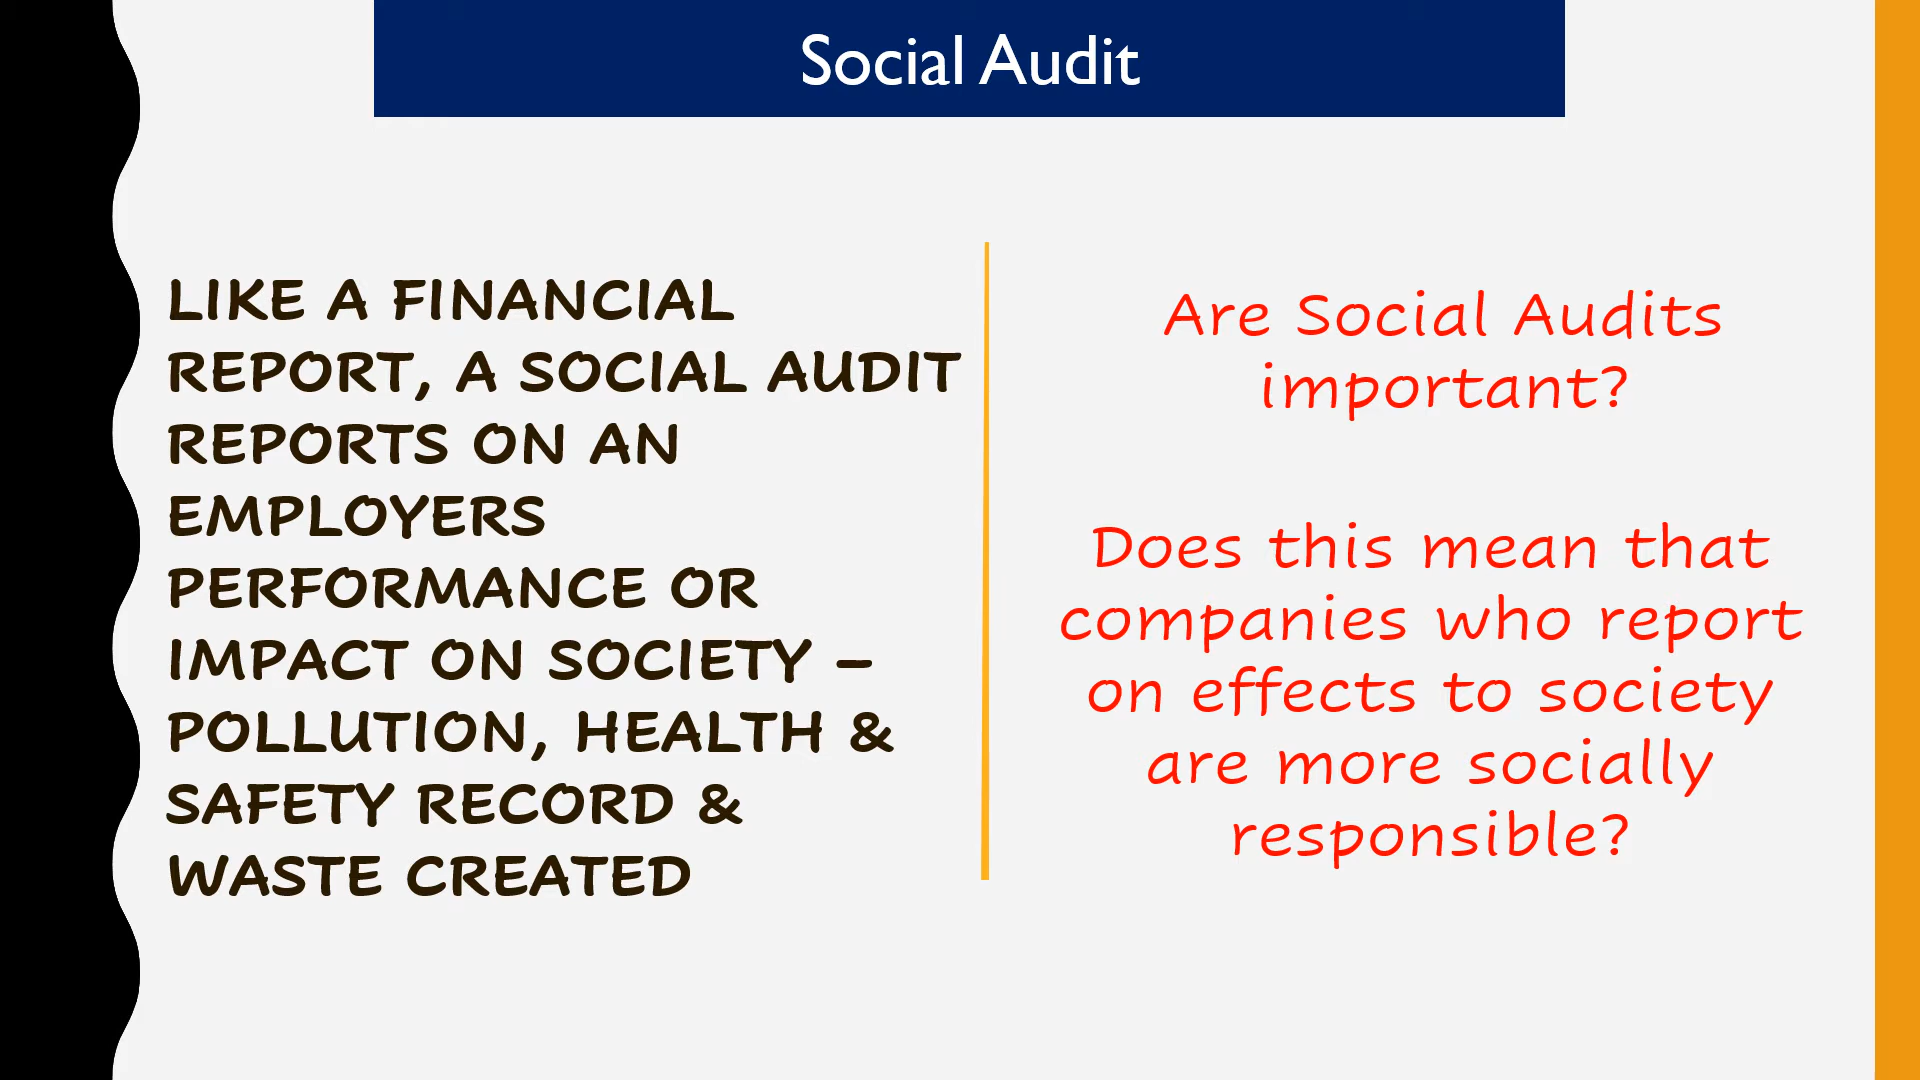 Social Audit
LIKE A FINANCIAL
REPORT, A SOCIAL AUDIT
REPORTS ON AN
EMPLOYERS
PERFORMANCE OR
IMPACT ON SOCIETY –
POLLUTION, HEALTH &
SAFETY RECORD &
WASTE CREATED
Are Social Audits
important?
Does this mean that
companies who report
on effects to society
are more socially
responsible?